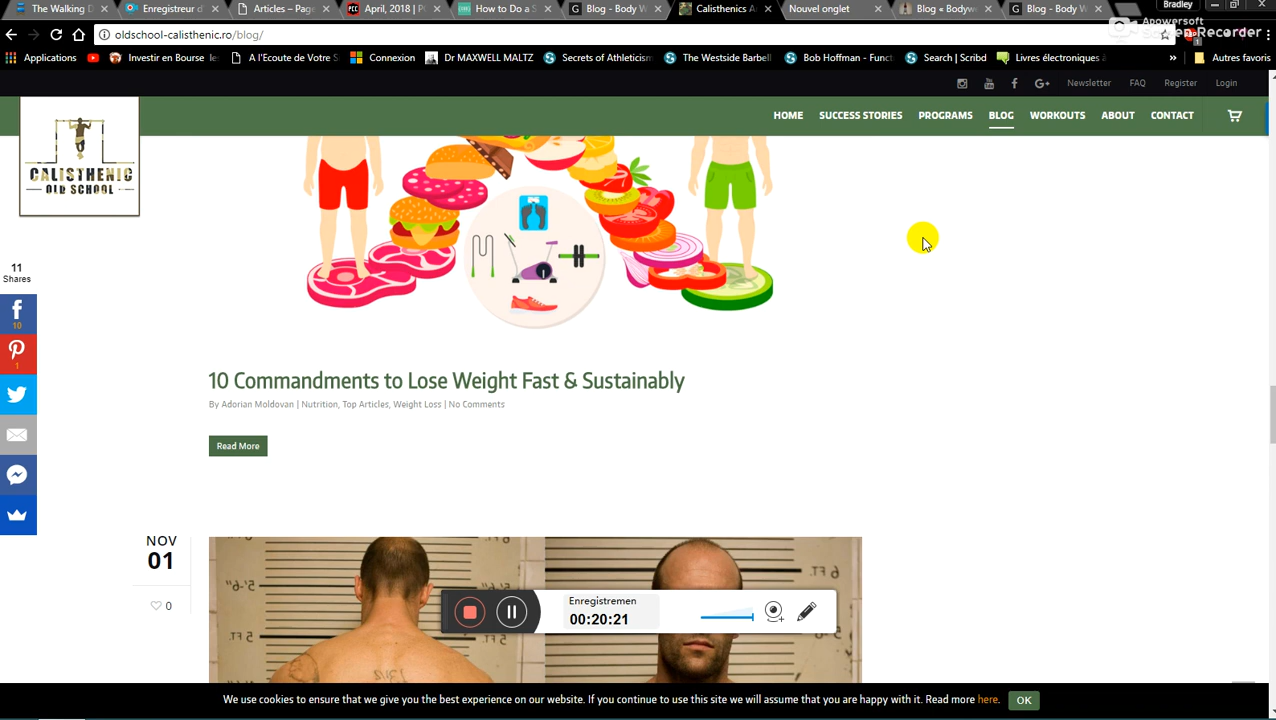 The Walking D
Enregistreur d'
Articles – Page
April, 2018 | P
How to Do a S
Blog - Body W
Calisthenics A
Nouvel onglet
Blog « Bodyw
Blog - Body W
Bradley
oldschool-calisthenic.ro/blog/
Apowersoft
Screen Recorder
Applications
Investir en Bourse les
A l'Ecoute de Votre S
Connexion
Dr MAXWELL MALTZ
Secrets of Athleticism
The Westside Barbell
Bob Hoffman - Funct
Search | Scribd
Livres électroniques à
»
Autres favoris
Newsletter FAQ Register Login
HOME SUCCESS STORIES PROGRAMS BLOG WORKOUTS ABOUT CONTACT
CALISTHENIC
OLD SCHOOL
11
Shares
10
1
10 Commandments to Lose Weight Fast & Sustainably
By Adorian Moldovan | Nutrition, Top Articles, Weight Loss | No Comments
Read More
NOV
01
0
Enregistremen
00:20:21
We use cookies to ensure that we give you the best experience on our website. If you continue to use this site we will assume that you are happy with it. Read more here.
OK